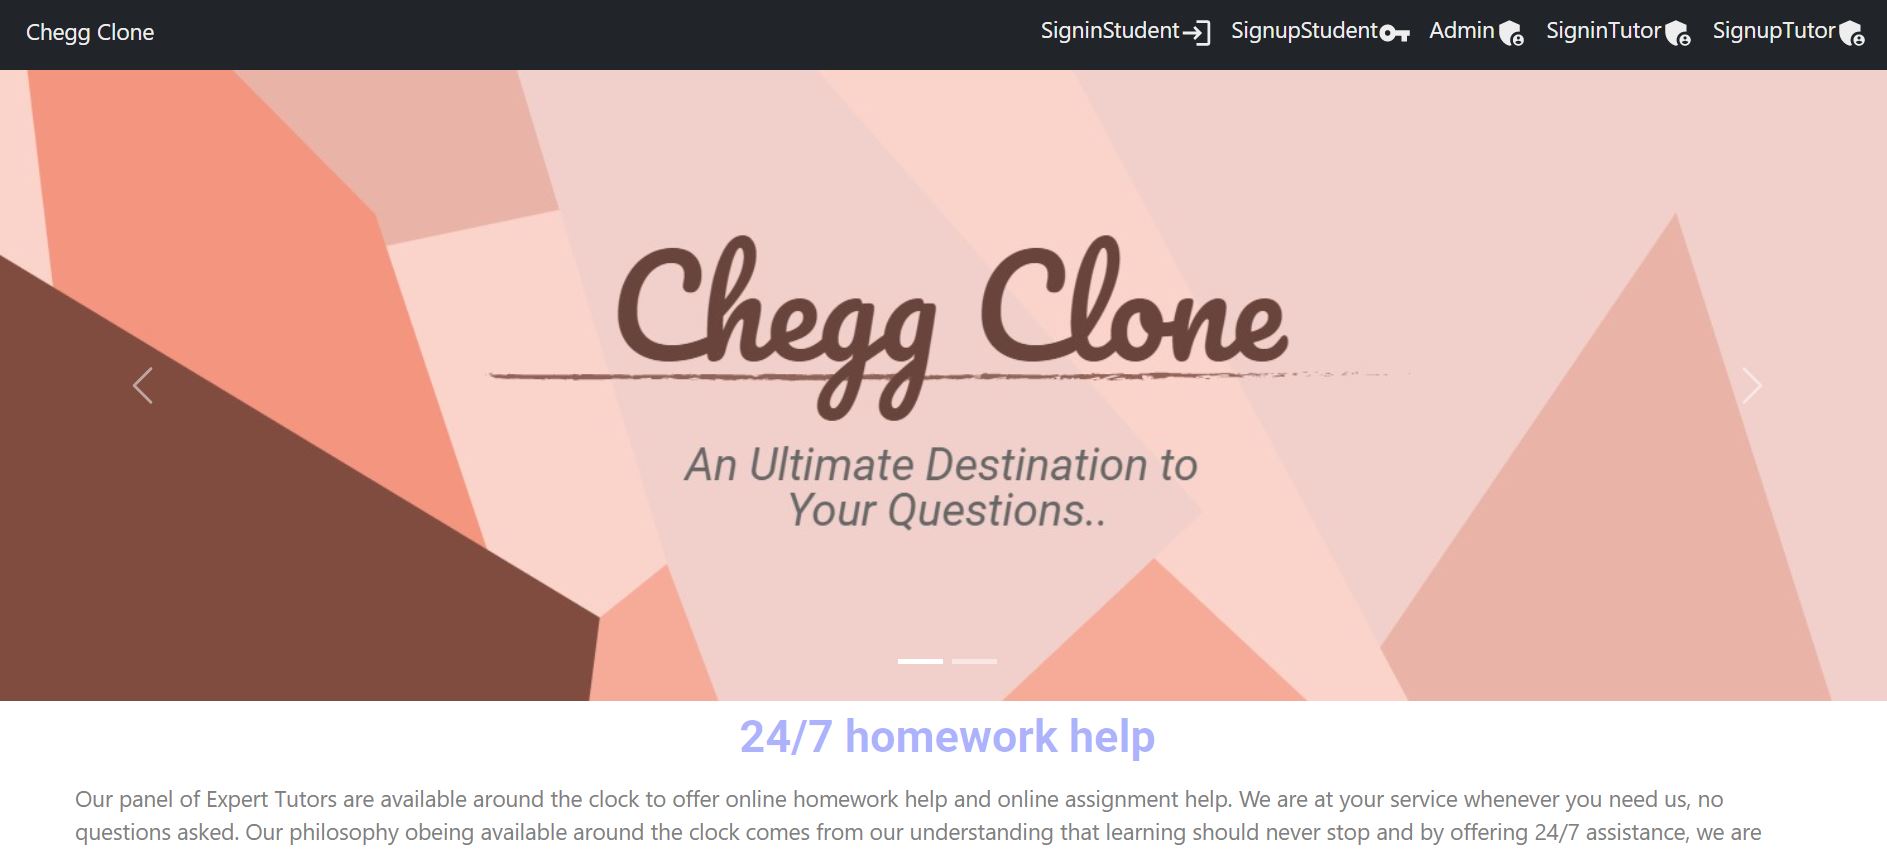 Chegg Clone SigninStudent SignupStudent Admin SigninTutor SignupTutor
Chegg Clone
An Ultimate Destination to
Your Questions..
24/7 homework help
Our panel of Expert Tutors are available around the clock to offer online homework help and online assignment help. We are at your service whenever you need us, no
questions asked. Our philosophy obeing available around the clock comes from our understanding that learning should never stop and by offering 24/7 assistance, we are